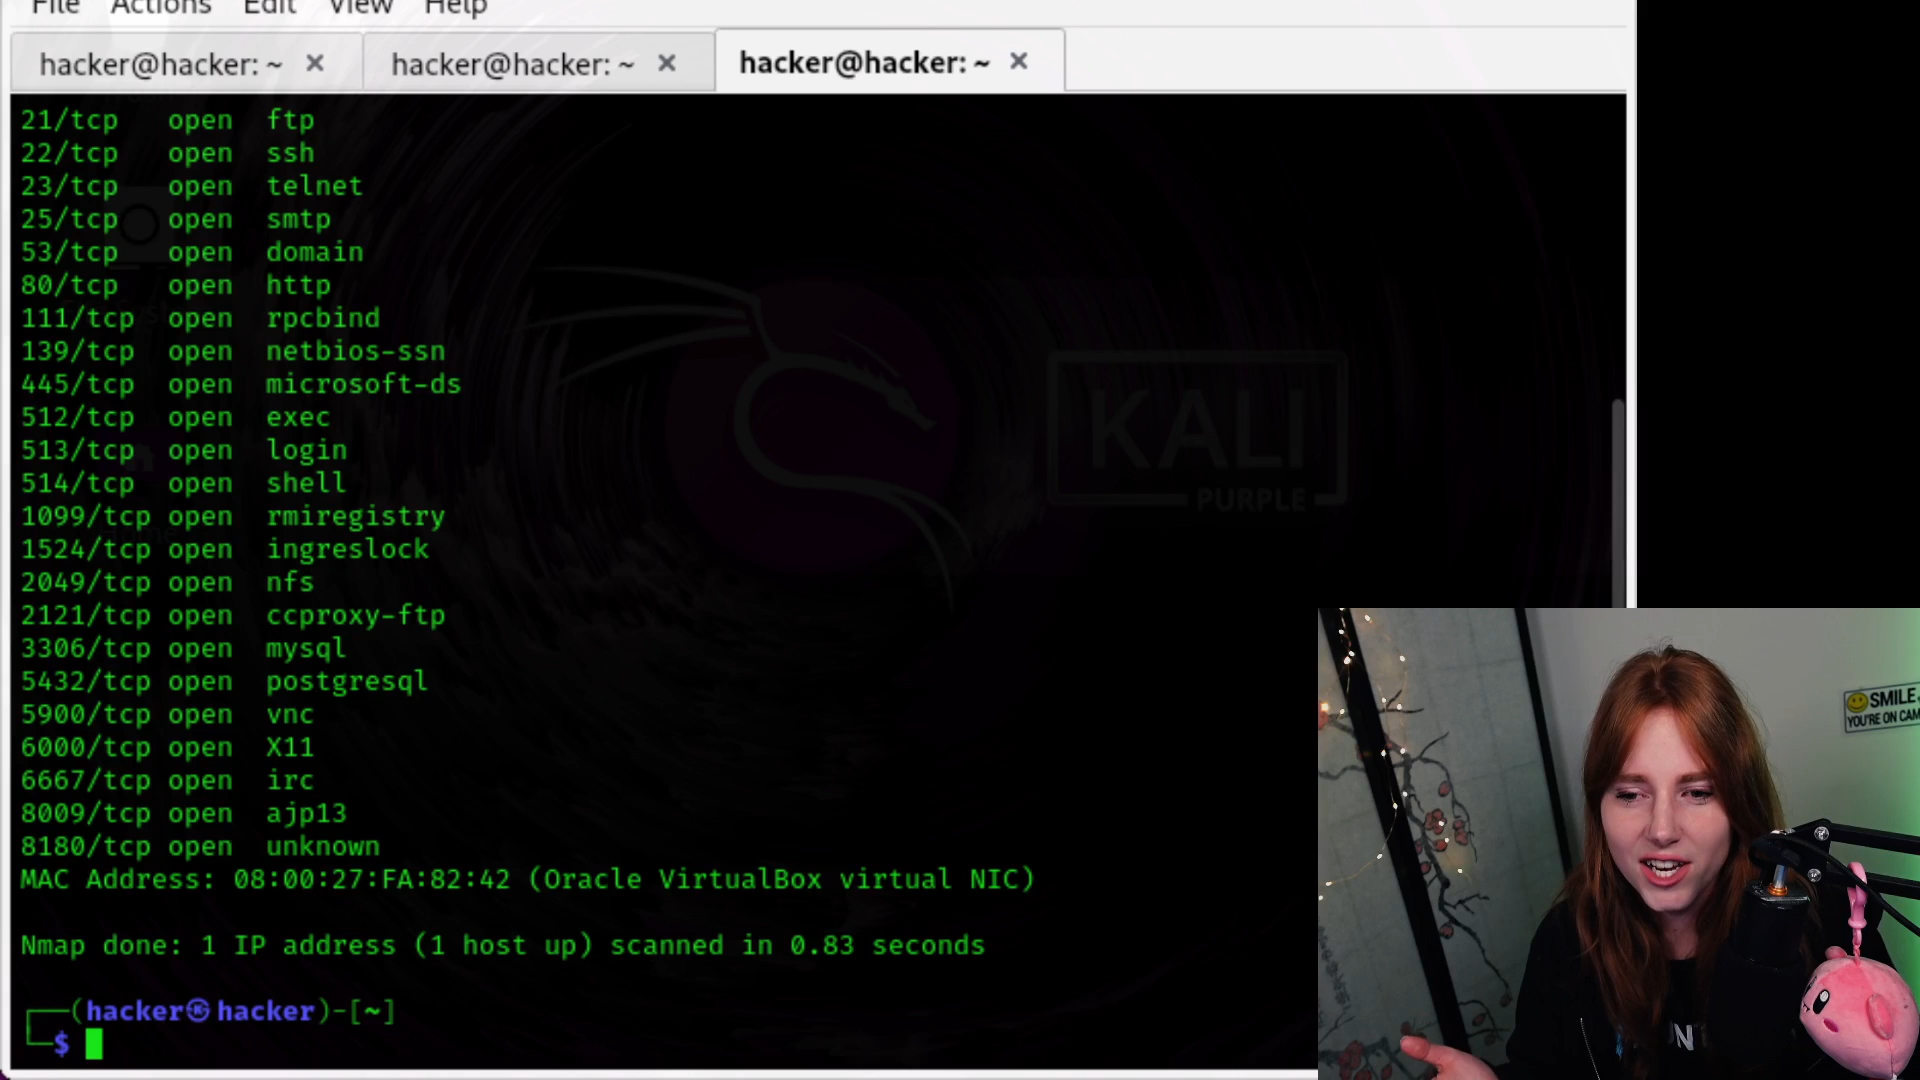 File Actions Edit View Help
hacker@hacker: ~ × hacker@hacker: ~ × hacker@hacker: ~ ×
21/tcp open ftp
22/tcp open ssh
23/tcp open telnet
25/tcp open smtp
53/tcp open domain
80/tcp open http
111/tcp open rpcbind
139/tcp open netbios-ssn
445/tcp open microsoft-ds
512/tcp open exec
513/tcp open login
514/tcp open shell
1099/tcp open rmiregistry
1524/tcp open ingreslock
2049/tcp open nfs
2121/tcp open ccproxy-ftp
3306/tcp open mysql
5432/tcp open postgresql
5900/tcp open vnc
6000/tcp open X11
6667/tcp open irc
8009/tcp open ajp13
8180/tcp open unknown
MAC Address: 08:00:27:FA:82:42 (Oracle VirtualBox virtual NIC)
Nmap done: 1 IP address (1 host up) scanned in 0.83 seconds
(hacker㉿hacker)-[~]
$
KALI
PURPLE
SMILE
YOU'RE ON CAM